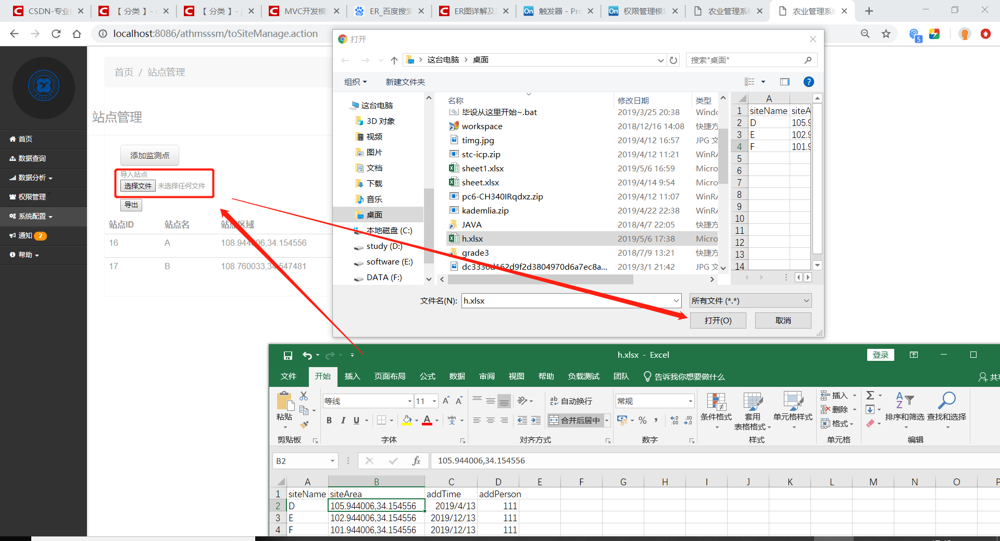 CSDN-专业
【 分类 】-
【 分类 】- j
MVC开发模
ER_百度搜
ER图详解及
触发器 - Pro
权限管理模
农业管理系
农业管理系
localhost:8086/athmsssm/toSiteManage.action
5
首页 / 站点管理
站点管理
首页
数据查询
数据分析
权限管理
系统配置
通知 2
帮助
添加监测点
导入站点
选择文件 未选择任何文件
导出
站点ID 站点名 站点区域
16 A 108.944006,34.154556
17 B 108.760033,34.547481
打开
这台电脑 > 桌面
搜索"桌面"
组织 新建文件夹
这台电脑
3D 对象
视频
图片
文档
下载
音乐
桌面
本地磁盘 (C:)
study (D:)
software (E:)
DATA (F:)
名称 修改日期 类型
毕设从这里开始~.bat 2019/3/25 20:38 Windo
workspace 2018/12/16 14:08 快捷方
timg.jpg 2019/4/12 16:57 JPG 文
stc-icp.zip 2019/4/12 11:21 WinRA
sheet1.xlsx 2019/5/6 16:59 Micro
sheet.xlsx 2019/4/14 9:54 Micro
pc6-CH340IRqdxz.zip 2019/4/12 11:07 WinRA
kademlia.zip 2019/4/22 22:38 WinRA
JAVA 2018/4/7 22:05 快捷方
h.xlsx 2019/5/6 17:38 Micro
grade3 2018/7/9 13:21 快捷方
dc3330d162d9f2d3804970d6a7ec8a... 2019/3/1 21:42 JPG 文
A
1 siteName siteA
2 D 105.9
3 E 102.9
4 F 101.9
5
6
7
8
9
10
11
12
13
14
文件名(N): h.xlsx 所有文件 (*.*)
打开(O) 取消
h.xlsx - Excel 登录
文件 开始 插入 页面布局 公式 数据 审阅 视图 帮助 负载测试 团队 告诉我你想要做什么 共享
粘贴 等线 11 自动换行 常规 条件格式 套用 单元格样式 插入 排序和筛选 查找和选择
B I U A wén 文 合并后居中 % 表格格式 删除
格式
剪贴板 字体 对齐方式 数字 样式 单元格 编辑
B2 fx 105.944006,34.154556
A B C D E F G H I J K L M N O P
1 siteName siteArea addTime addPerson
2 D 105.944006,34.154556 2019/4/13 111
3 E 102.944006,34.154556 2019/12/13 111
4 F 101.944006,34.154556 2019/12/13 111